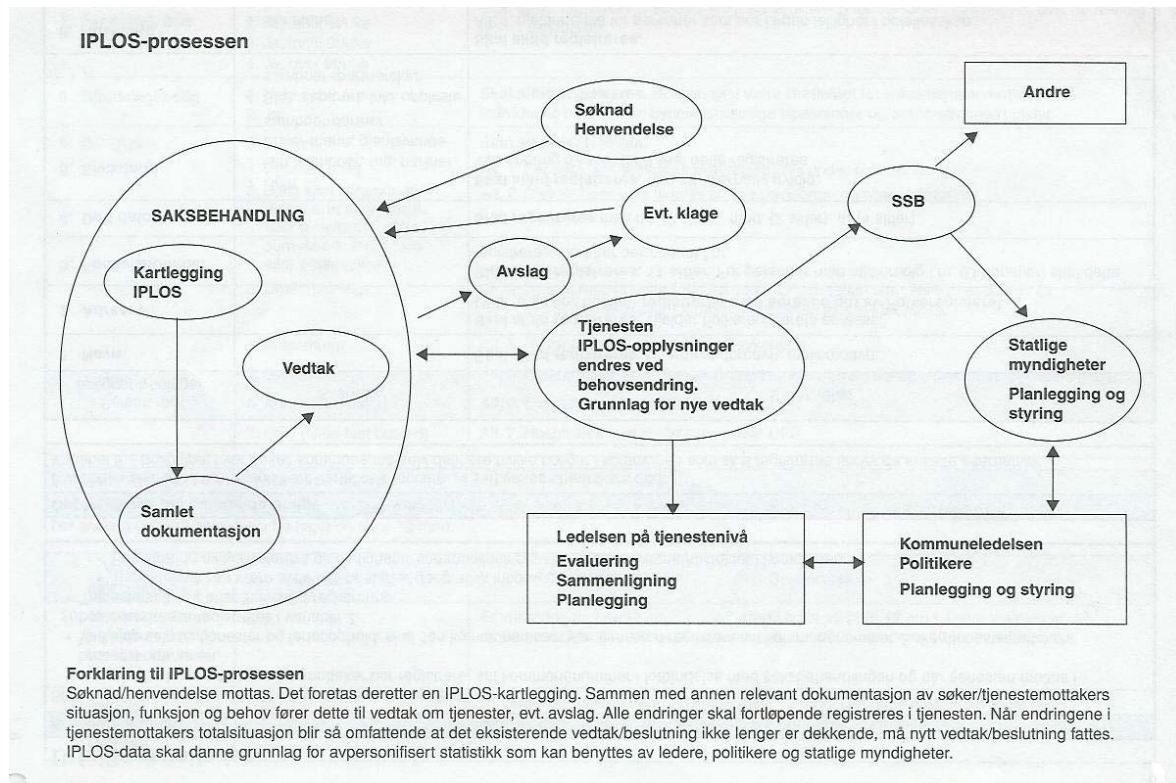 IPLOS-prosessen
Søknad
Henvendelse
Andre
SAKSBEHANDLING
Evt. klage
SSB
Kartlegging
IPLOS
Avslag
Vedtak
Tjenesten
IPLOS-opplysninger
endres ved
behovsendring.
Grunnlag for nye vedtak
Statlige
myndigheter
Planlegging og
styring
Samlet
dokumentasjon
Ledelsen på tjenestenivå
Evaluering
Sammenligning
Planlegging
Kommuneledelsen
Politikere
Planlegging og styring
Forklaring til IPLOS-prosessen
Søknad/henvendelse mottas. Det foretas deretter en IPLOS-kartlegging. Sammen med annen relevant dokumentasjon av søker/tjenestemottakers
situasjon, funksjon og behov fører dette til vedtak om tjenester, evt. avslag. Alle endringer skal fortløpende registreres i tjenesten. Når endringene i
tjenestemottakers totalsituasjon blir så omfattende at det eksisterende vedtak/beslutning ikke lenger er dekkende, må nytt vedtak/beslutning fattes.
IPLOS-data skal danne grunnlag for avpersonifisert statistikk som kan benyttes av ledere, politikere og statlige myndigheter.